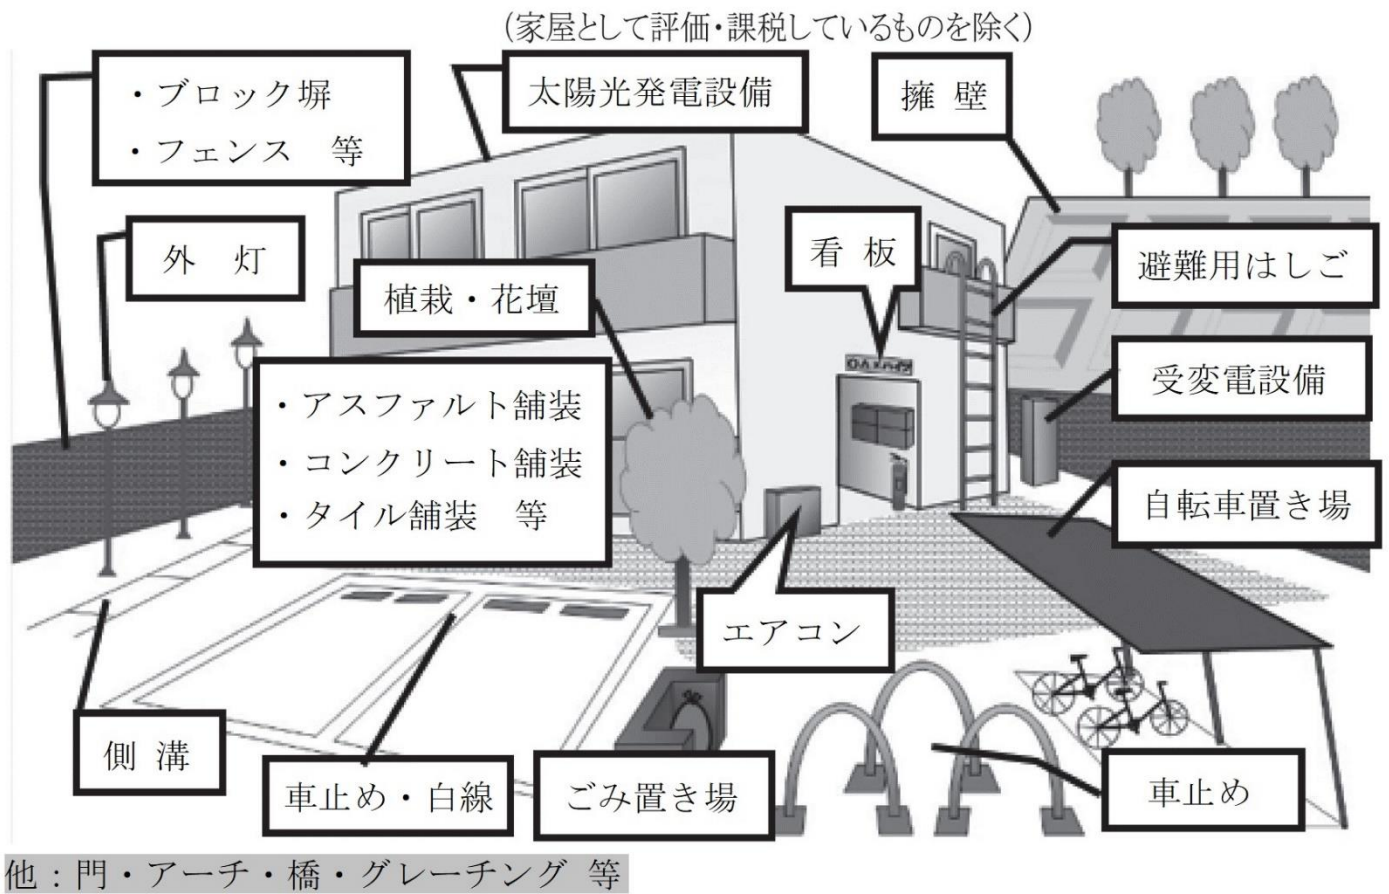 （家屋として評価・課税しているものを除く）
・ブロック塀
・フェンス　等
太陽光発電設備
擁 壁
外 灯
植栽・花壇
看 板
避難用はしご
受変電設備
・アスファルト舗装
・コンクリート舗装
・タイル舗装　等
自転車置き場
エアコン
側 溝
車止め・白線
ごみ置き場
車止め
他：門・アーチ・橋・グレーチング 等